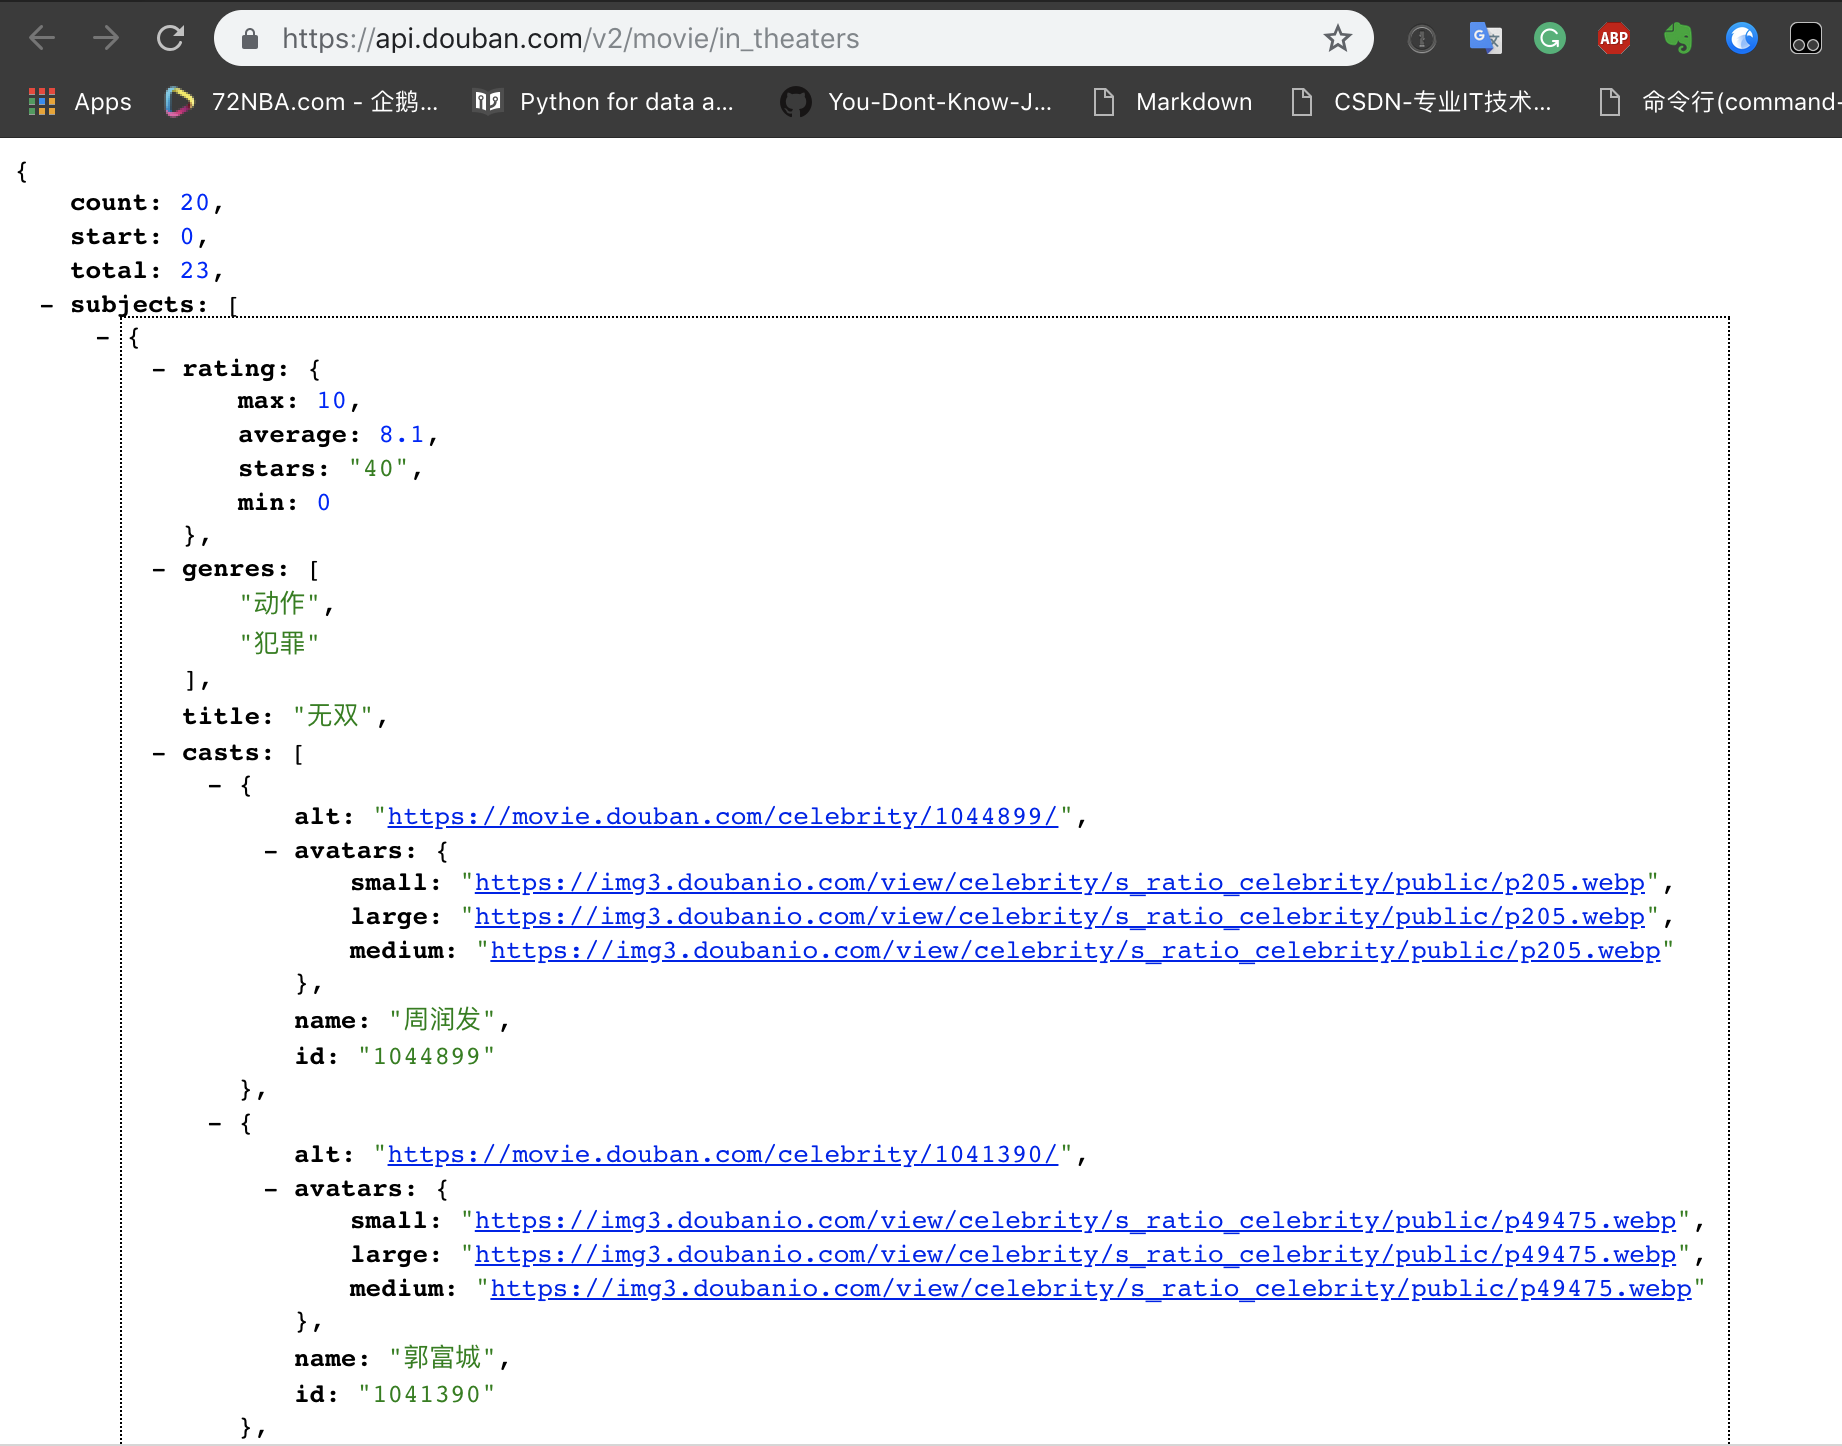 https://api.douban.com/v2/movie/in_theaters
ABP
Apps 72NBA.com - 企鹅... Python for data a... You-Dont-Know-J... Markdown CSDN-专业IT技术... 命令行(command-
{
count: 20,
start: 0,
total: 23,
- subjects: [
- {
- rating: {
max: 10,
average: 8.1,
stars: "40",
min: 0
},
- genres: [
"动作",
"犯罪"
],
title: "无双",
- casts: [
- {
alt: "https://movie.douban.com/celebrity/1044899/",
- avatars: {
small: "https://img3.doubanio.com/view/celebrity/s_ratio_celebrity/public/p205.webp",
large: "https://img3.doubanio.com/view/celebrity/s_ratio_celebrity/public/p205.webp",
medium: "https://img3.doubanio.com/view/celebrity/s_ratio_celebrity/public/p205.webp"
},
name: "周润发",
id: "1044899"
},
- {
alt: "https://movie.douban.com/celebrity/1041390/",
- avatars: {
small: "https://img3.doubanio.com/view/celebrity/s_ratio_celebrity/public/p49475.webp",
large: "https://img3.doubanio.com/view/celebrity/s_ratio_celebrity/public/p49475.webp",
medium: "https://img3.doubanio.com/view/celebrity/s_ratio_celebrity/public/p49475.webp"
},
name: "郭富城",
id: "1041390"
},